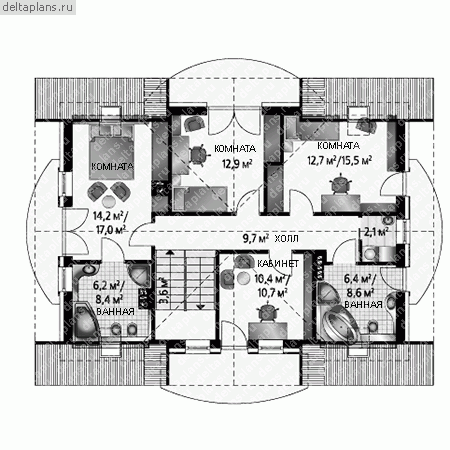 deltaplans.ru
КОМНАТА
14,2 м²/
17,0 м²
КОМНАТА
12,9 м²
КОМНАТА
12,7 м²/15,5 м²
9,7 м² ХОЛЛ
2,1 м²
6,2 м²/
8,4 м²
ВАННАЯ
3,6 м²
КАБИНЕТ
10,4 м²/
10,7 м²
6,4 м²/
8,6 м²
ВАННАЯ